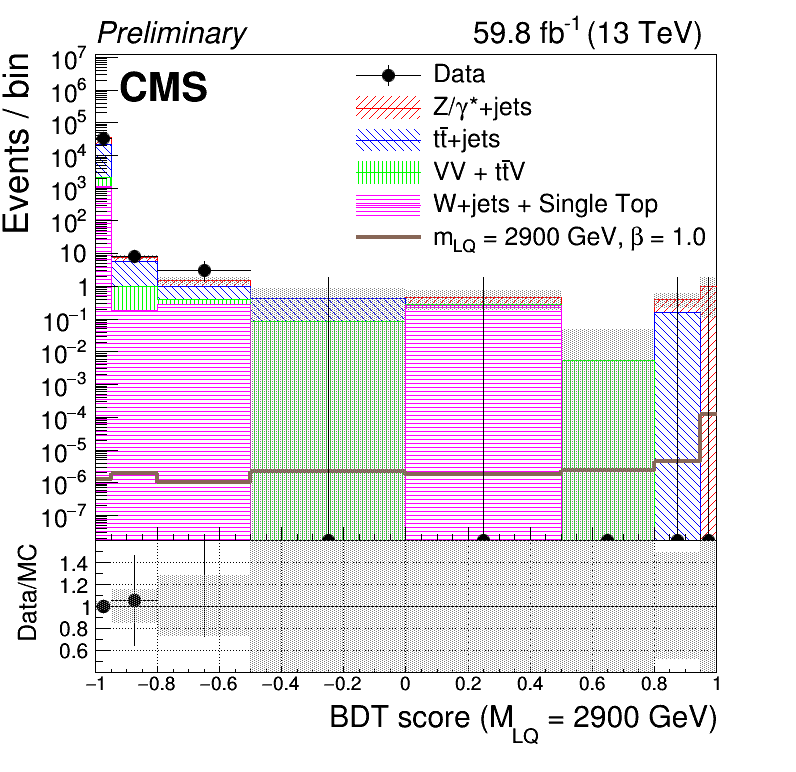 Preliminary 59.8 fb⁻¹ (13 TeV)
CMS
Events / bin
10⁷
10⁶
10⁵
10⁴
10³
10²
10
1
10⁻¹
10⁻²
10⁻³
10⁻⁴
10⁻⁵
10⁻⁶
10⁻⁷
Data
Z/γ*+jets
tt̄+jets
VV + tt̄V
W+jets + Single Top
m_LQ = 2900 GeV, β = 1.0
Data/MC
1.4
1.2
1
0.8
0.6
−1 −0.8 −0.6 −0.4 −0.2 0 0.2 0.4 0.6 0.8 1
BDT score (M_LQ = 2900 GeV)